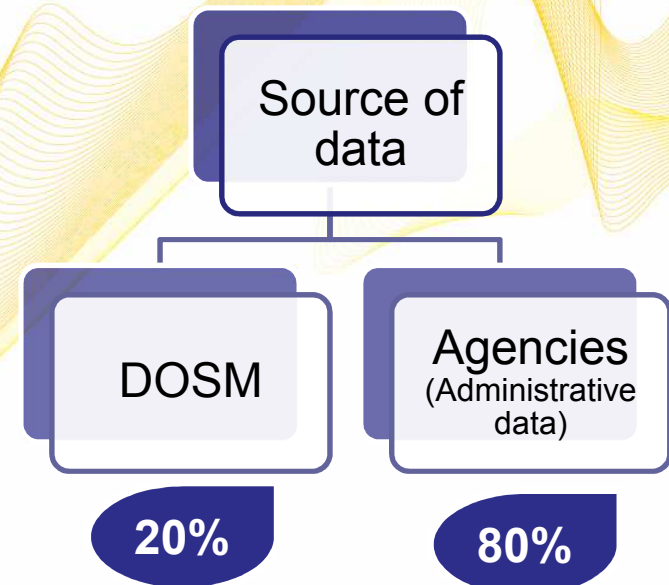 Source of
data
DOSM
Agencies
(Administrative
data)
20%
80%